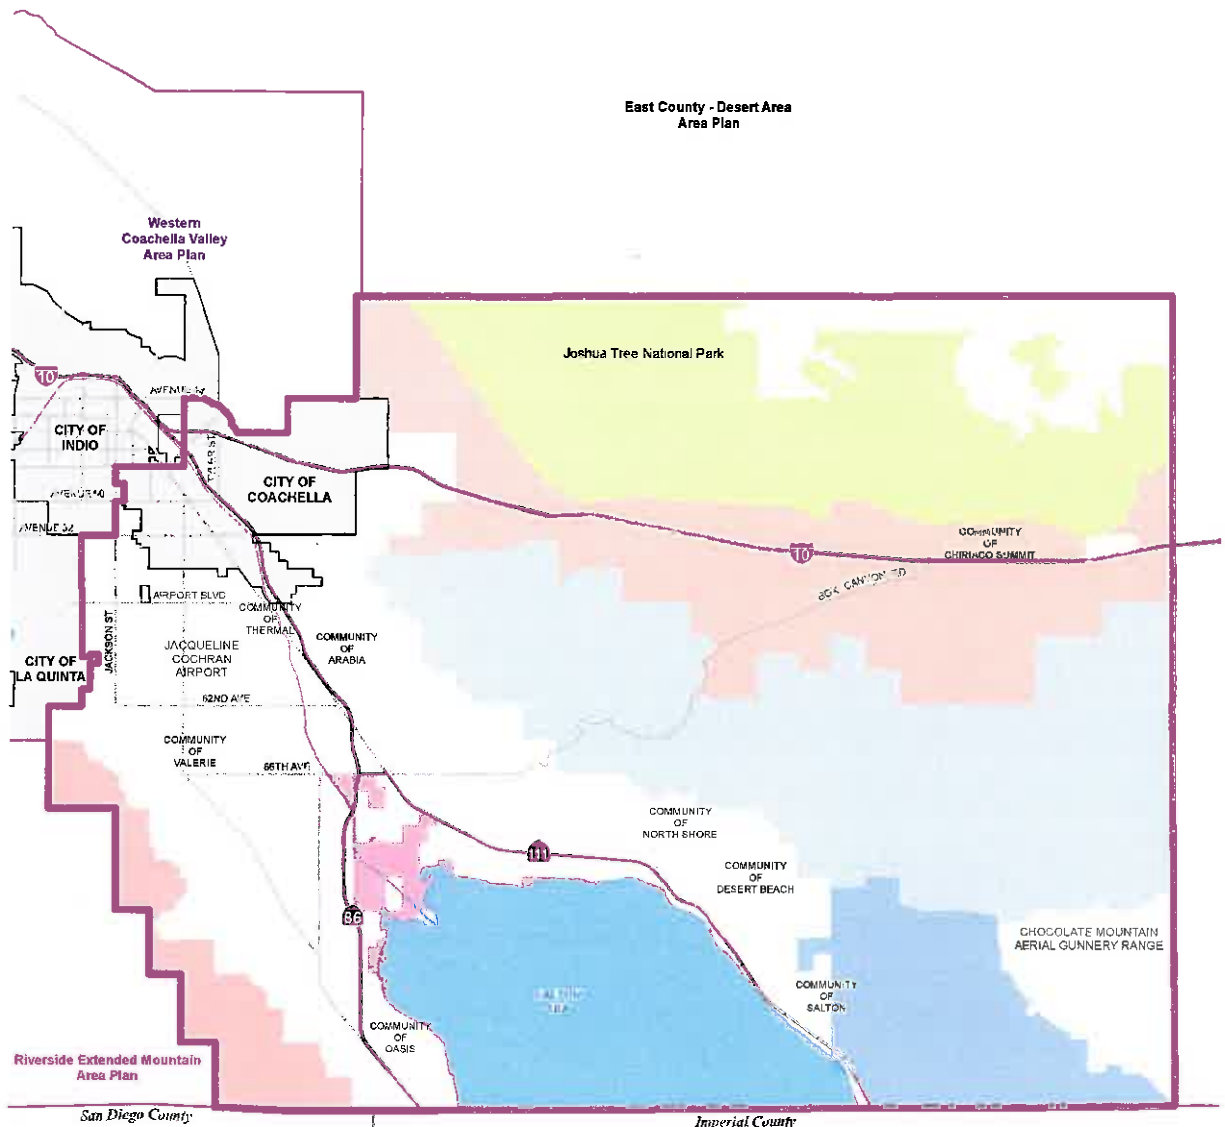 East County - Desert Area
Area Plan
Western
Coachella Valley
Area Plan
Joshua Tree National Park
10
CITY OF
INDIO
CITY OF
COACHELLA
COMMUNITY
OF
CHIRIACO SUMMIT
10
BOX CANYON RD
AIRPORT BLVD
COMMUNITY
OF
THERMAL
COMMUNITY
OF
ARABIA
JACQUELINE
COCHRAN
AIRPORT
JACKSON ST
CITY OF
LA QUINTA
62ND AVE
COMMUNITY
OF
VALERIE
66TH AVE
COMMUNITY
OF
NORTH SHORE
111
COMMUNITY
OF
DESERT BEACH
86
CHOCOLATE MOUNTAIN
AERIAL GUNNERY RANGE
COMMUNITY
OF
SALTON
COMMUNITY
OF
OASIS
Riverside Extended Mountain
Area Plan
San Diego County
Imperial County